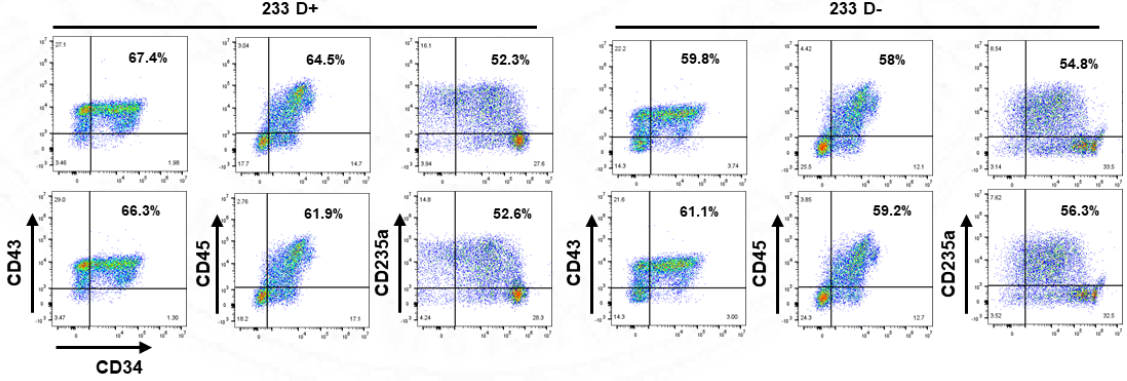 233 D+ 233 D-
27.1 67.4% 3.04 64.5% 16.1 52.3% 22.2 59.8% 4.42 58% 8.54 54.8%
3.46 1.98 17.7 14.7 3.94 27.6 14.3 3.74 25.5 12.1 3.14 33.5
29.0 66.3% 2.76 61.9% 14.8 52.6% 21.6 61.1% 3.85 59.2% 7.62 56.3%
CD43 CD45 CD235a CD43 CD45 CD235a
3.47 1.30 18.2 17.1 4.24 28.3 14.3 3.00 24.3 12.7 3.52 32.5
CD34